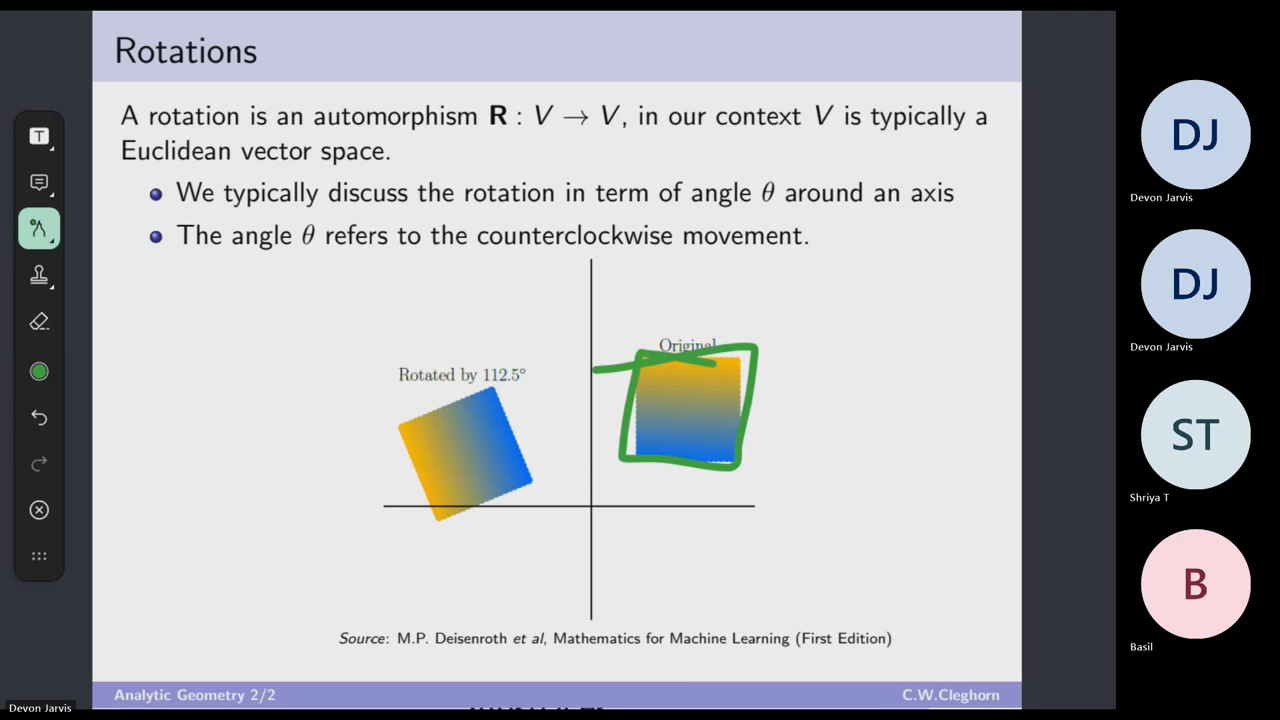 Rotations
A rotation is an automorphism R : V → V, in our context V is typically a
Euclidean vector space.
We typically discuss the rotation in term of angle θ around an axis
The angle θ refers to the counterclockwise movement.
Original
Rotated by 112.5°
Source: M.P. Deisenroth et al, Mathematics for Machine Learning (First Edition)
Analytic Geometry 2/2
C.W.Cleghorn
T
Devon Jarvis
DJ
Devon Jarvis
DJ
Devon Jarvis
ST
Shriya T
B
Basil